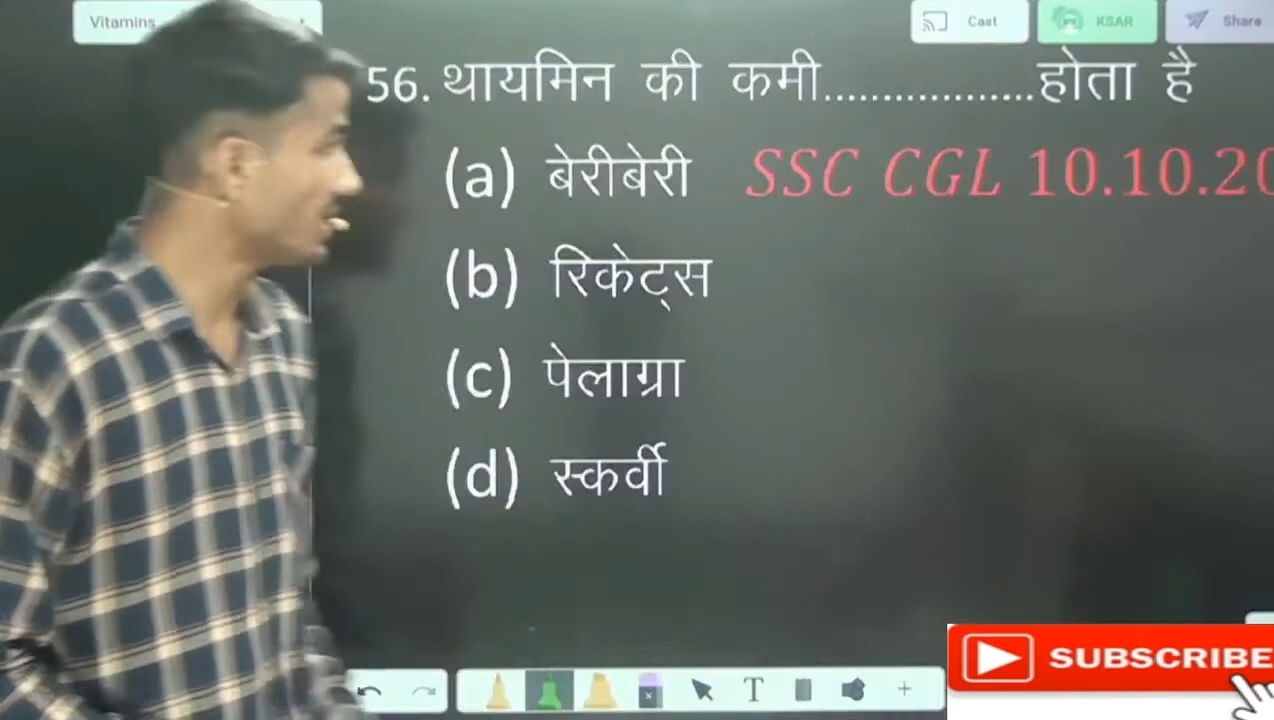 Vitamins
Cast
KSAR
Share
56. थायमिन की कमी..................होता है
(a) बेरीबेरी SSC CGL 10.10.20
(b) रिकेट्स
(c) पेलाग्रा
(d) स्कर्वी
T
SUBSCRIBE